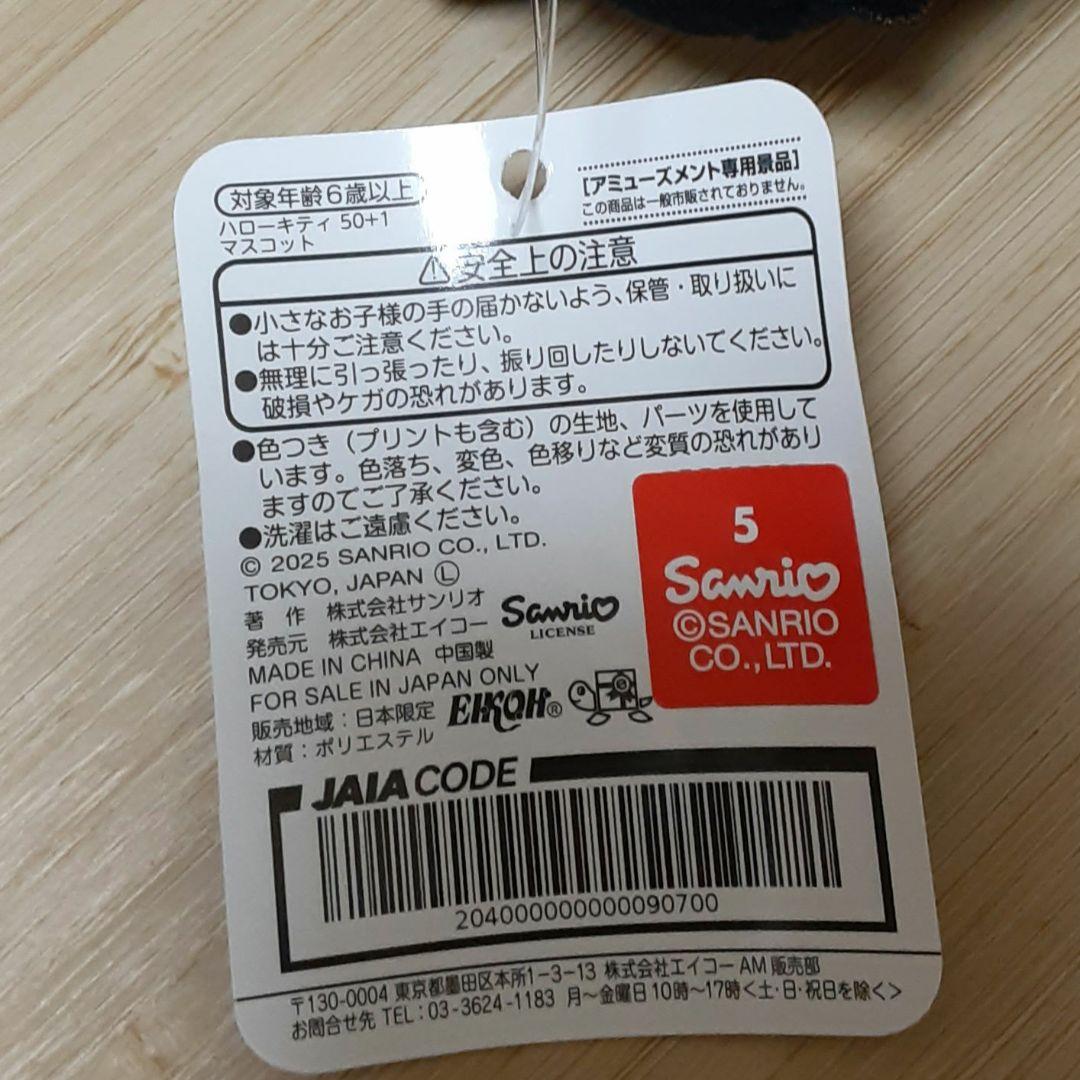 対象年齢6歳以上
ハローキティ 50+1
マスコット
[アミューズメント専用景品]
この商品は一般市販されておりません。
⚠安全上の注意
●小さなお子様の手の届かないよう、保管・取り扱いに
は十分ご注意ください。
●無理に引っ張ったり、振り回したりしないでください。
破損やケガの恐れがあります。
●色つき（プリントも含む）の生地、パーツを使用して
います。色落ち、変色、色移りなど変質の恐れがあり
ますのでご了承ください。
●洗濯はご遠慮ください。
© 2025 SANRIO CO., LTD.
TOKYO, JAPAN Ⓛ
著 作 株式会社サンリオ
発売元 株式会社エイコー
MADE IN CHINA 中国製
FOR SALE IN JAPAN ONLY
販売地域：日本限定
材質：ポリエステル
Sanrio
LICENSE
EIKOH®
5
Sanrio
©SANRIO
CO.,LTD.
JAIA CODE
204000000000090700
〒130-0004 東京都墨田区本所1-3-13 株式会社エイコー AM販売部
お問合せ先 TEL：03-3624-1183 月～金曜日10時～17時<土・日・祝日を除く>